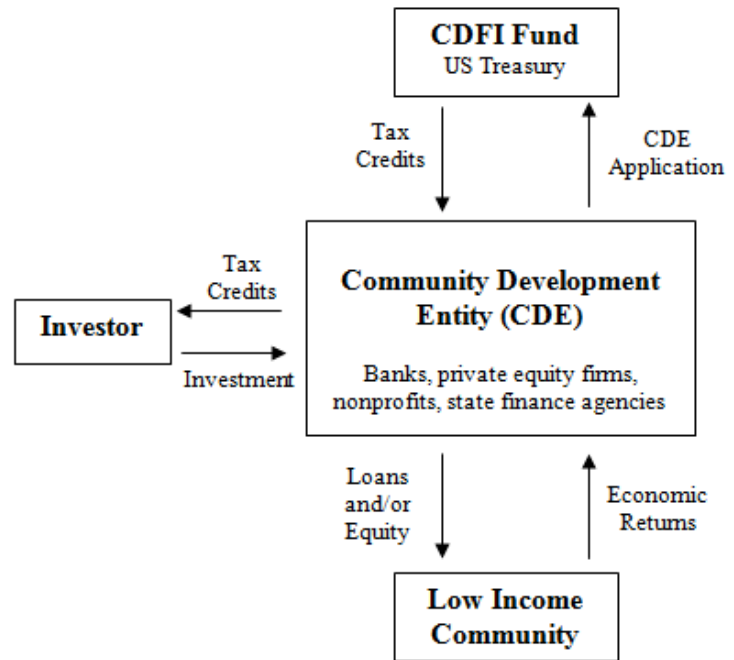 CDFI Fund
US Treasury
Tax
Credits
CDE
Application
Community Development
Entity (CDE)
Banks, private equity firms,
nonprofits, state finance agencies
Tax
Credits
Investor
Investment
Loans
and/or
Equity
Economic
Returns
Low Income
Community